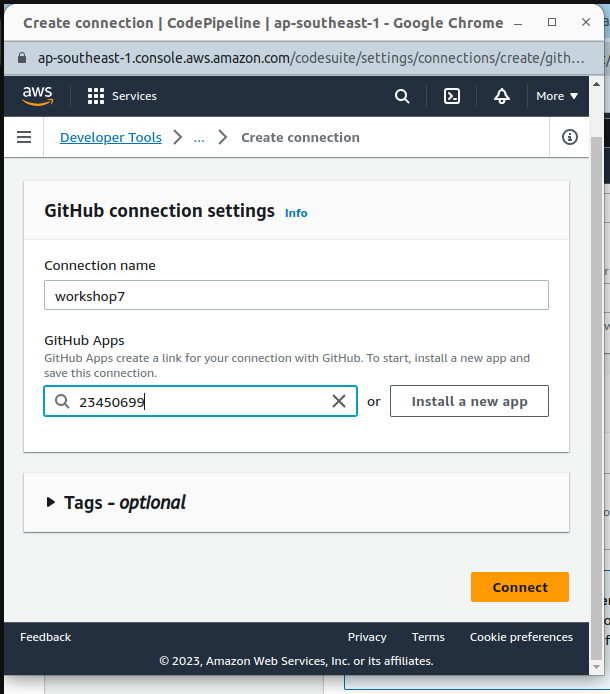 Create connection | CodePipeline | ap-southeast-1 - Google Chrome
ap-southeast-1.console.aws.amazon.com/codesuite/settings/connections/create/gith...
aws
Services
More
Developer Tools
...
Create connection
GitHub connection settings Info
Connection name
workshop7
GitHub Apps
GitHub Apps create a link for your connection with GitHub. To start, install a new app and
save this connection.
23450699
or
Install a new app
Tags - optional
Connect
Feedback
Privacy
Terms
Cookie preferences
© 2023, Amazon Web Services, Inc. or its affiliates.